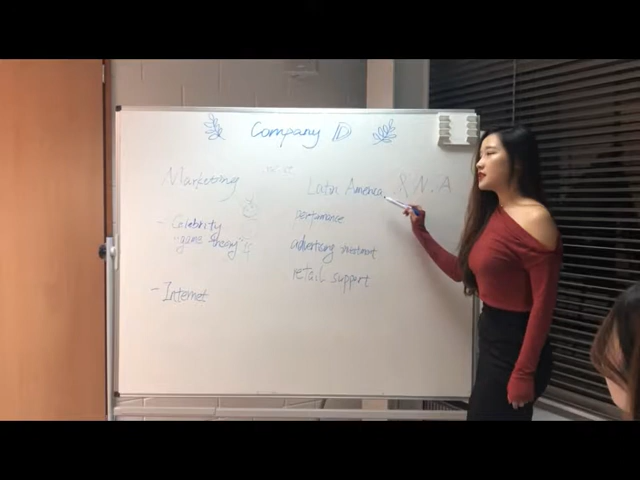 Company D
Marketing
Latin America & N.A
- Celebrity
"game theory"
performance
advertising investment
retail support
- Internet